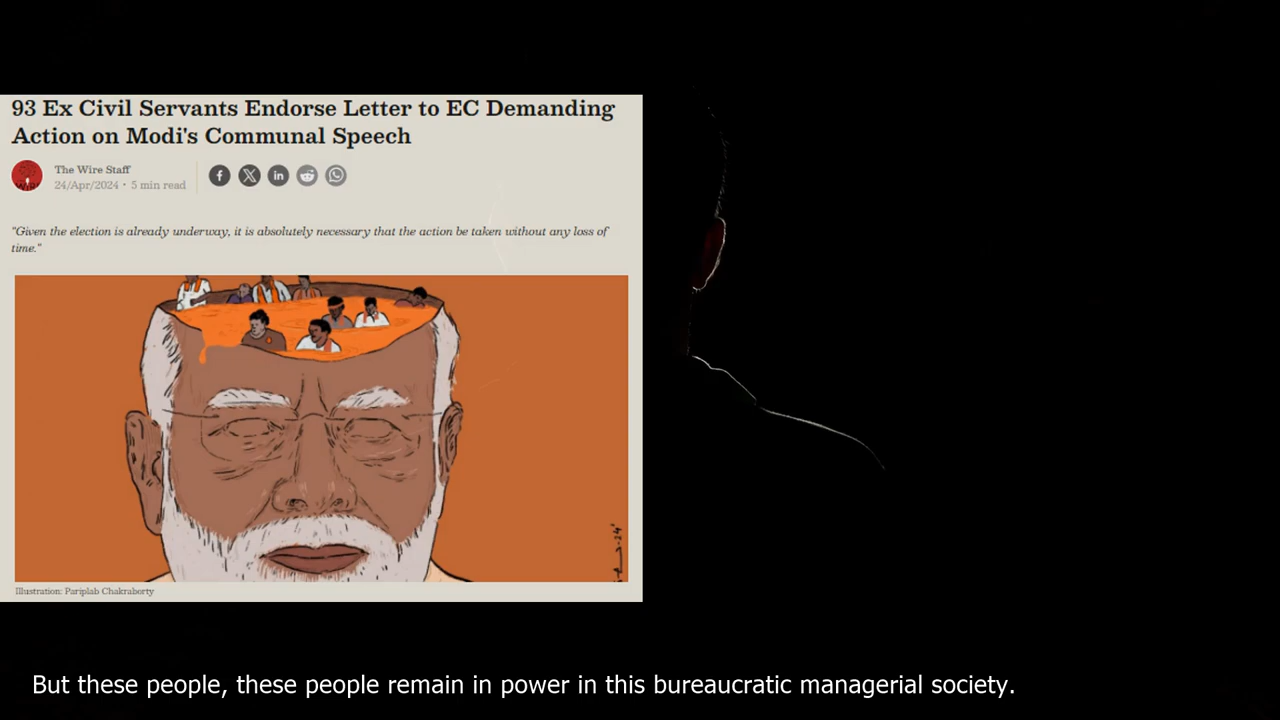 93 Ex Civil Servants Endorse Letter to EC Demanding
Action on Modi's Communal Speech
The Wire Staff
24/Apr/2024 • 5 min read
"Given the election is already underway, it is absolutely necessary that the action be taken without any loss of
time."
Illustration: Pariplab Chakraborty
But these people, these people remain in power in this bureaucratic managerial society.